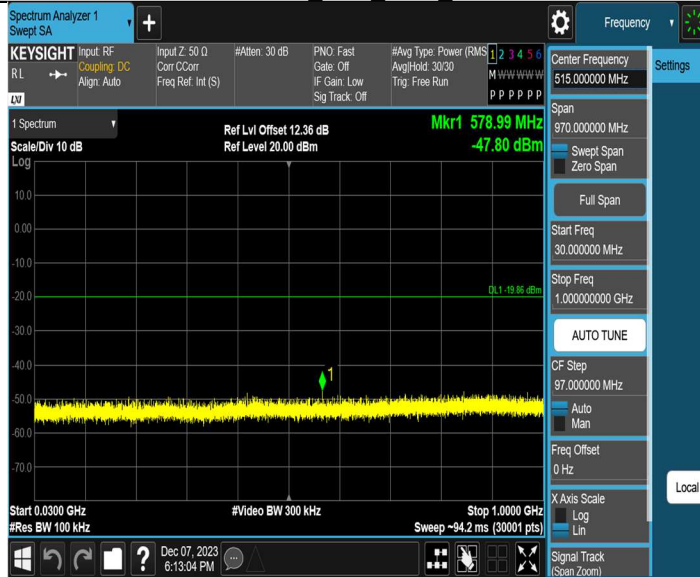 Spectrum Analyzer 1
Swept SA
+
KEYSIGHT
RL
LXI
Input: RF
Coupling: DC
Align: Auto
Input Z: 50 Ω
Corr CCorr
Freq Ref: Int (S)
#Atten: 30 dB
PNO: Fast
Gate: Off
IF Gain: Low
Sig Track: Off
#Avg Type: Power (RMS
Avg|Hold: 30/30
Trig: Free Run
1 2 3 4 5 6
M W W W W W
P P P P P P
1 Spectrum
Scale/Div 10 dB
Ref Lvl Offset 12.36 dB
Ref Level 20.00 dBm
Mkr1 578.99 MHz
-47.80 dBm
Log
10.0
0.00
-10.0
-20.0
-30.0
-40.0
-50.0
-60.0
-70.0
DL1 -19.86 dBm
1
Start 0.0300 GHz
#Res BW 100 kHz
#Video BW 300 kHz
Stop 1.0000 GHz
Sweep ~94.2 ms (30001 pts)
?
Dec 07, 2023
6:13:04 PM
Frequency
Settings
Center Frequency
515.000000 MHz
Span
970.000000 MHz
Swept Span
Zero Span
Full Span
Start Freq
30.000000 MHz
Stop Freq
1.000000000 GHz
AUTO TUNE
CF Step
97.000000 MHz
Auto
Man
Freq Offset
0 Hz
X Axis Scale
Log
Lin
Signal Track
(Span Zoom)
Local